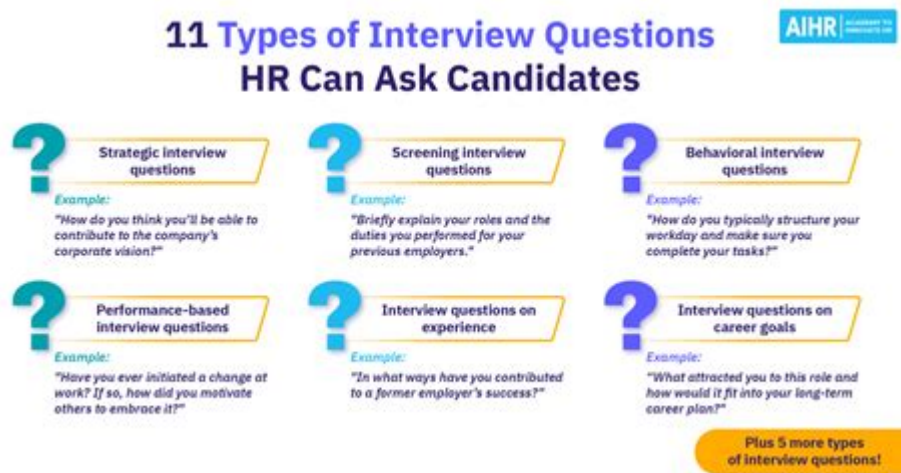 11 Types of Interview Questions
HR Can Ask Candidates
AIHR
ACADEMY TO
INNOVATE HR
?
Strategic interview
questions
Example:
"How do you think you'll be able to
contribute to the company's
corporate vision?"
?
Screening interview
questions
Example:
"Briefly explain your roles and the
duties you performed for your
previous employers."
?
Behavioral interview
questions
Example:
"How do you typically structure your
workday and make sure you
complete your tasks?"
?
Performance-based
interview questions
Example:
"Have you ever initiated a change at
work? If so, how did you motivate
others to embrace it?"
?
Interview questions on
experience
Example:
"In what ways have you contributed
to a former employer's success?"
?
Interview questions on
career goals
Example:
"What attracted you to this role and
how would it fit into your long-term
career plan?"
Plus 5 more types
of interview questions!